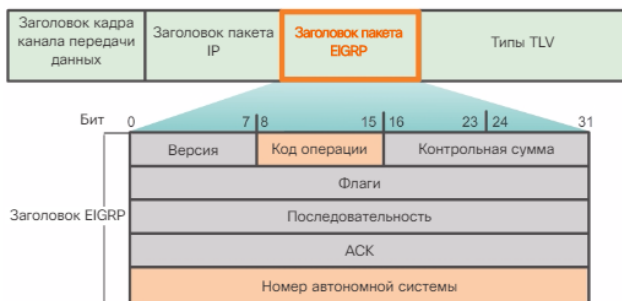 Заголовок кадра
канала передачи
данных
Заголовок пакета
IP
Заголовок пакета
EIGRP
Типы TLV
Бит 0 7 8 15 16 23 24 31
Версия Код операции Контрольная сумма
Флаги
Заголовок EIGRP Последовательность
ACK
Номер автономной системы